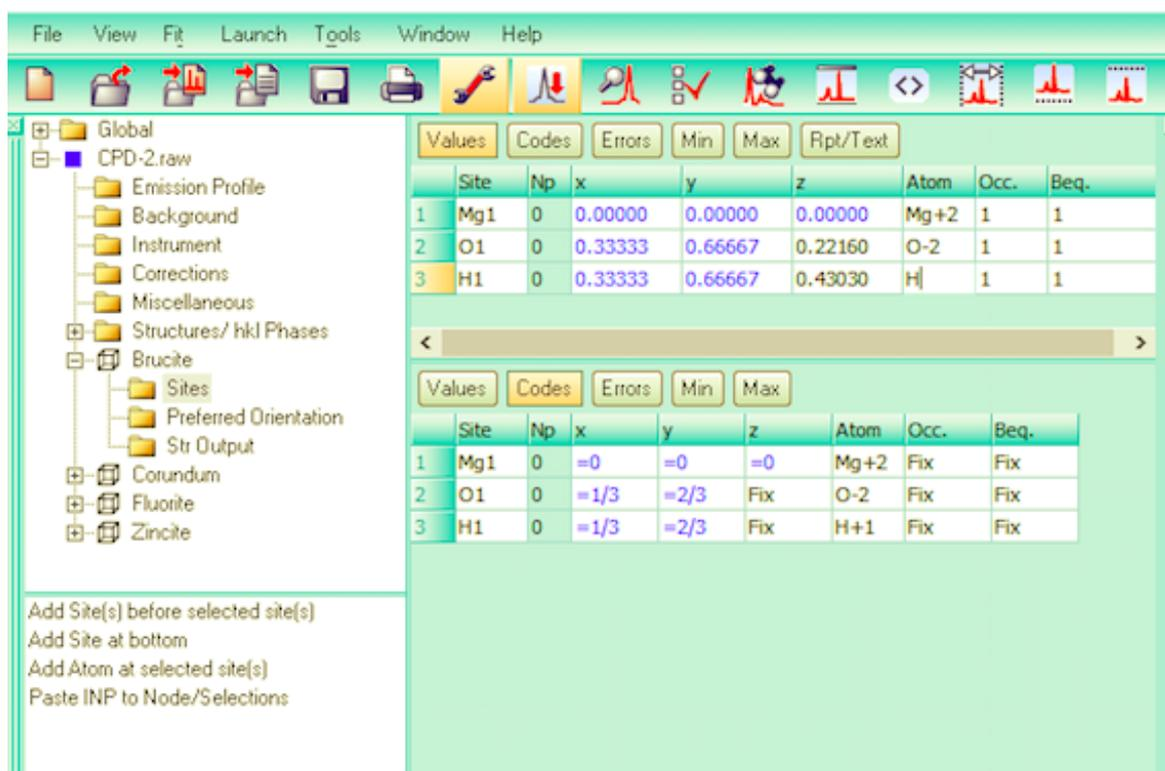 File View Fit Launch Tools Window Help
Global
CPD-2.raw
Emission Profile
Background
Instrument
Corrections
Miscellaneous
Structures/ hkl Phases
Brucite
Sites
Preferred Orientation
Str Output
Corundum
Fluorite
Zincite
Add Site(s) before selected site(s)
Add Site at bottom
Add Atom at selected site(s)
Paste INP to Node/Selections
Values Codes Errors Min Max Rpt/Text
Site Np x y z Atom Occ. Beq.
1 Mg1 0 0.00000 0.00000 0.00000 Mg+2 1 1
2 O1 0 0.33333 0.66667 0.22160 O-2 1 1
3 H1 0 0.33333 0.66667 0.43030 H 1 1
Values Codes Errors Min Max
Site Np x y z Atom Occ. Beq.
1 Mg1 0 =0 =0 =0 Mg+2 Fix Fix
2 O1 0 =1/3 =2/3 Fix O-2 Fix Fix
3 H1 0 =1/3 =2/3 Fix H+1 Fix Fix